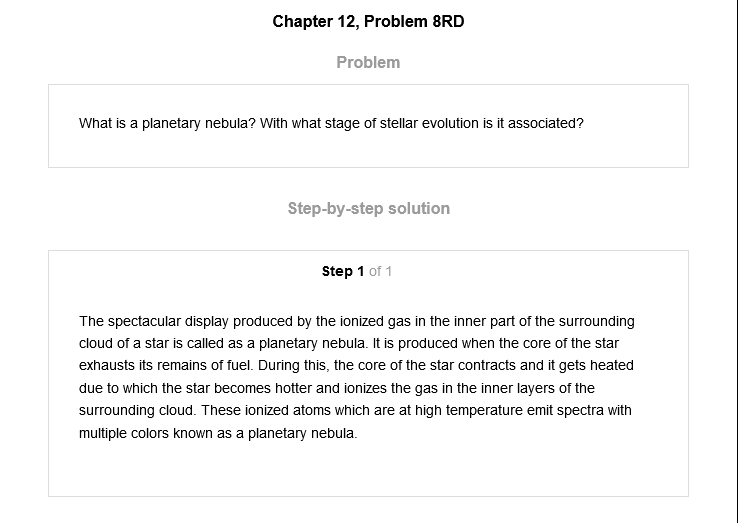 Chapter 12, Problem 8RD
Problem
What is a planetary nebula? With what stage of stellar evolution is it associated?
Step-by-step solution
Step 1 of 1
The spectacular display produced by the ionized gas in the inner part of the surrounding
cloud of a star is called as a planetary nebula. It is produced when the core of the star
exhausts its remains of fuel. During this, the core of the star contracts and it gets heated
due to which the star becomes hotter and ionizes the gas in the inner layers of the
surrounding cloud. These ionized atoms which are at high temperature emit spectra with
multiple colors known as a planetary nebula.